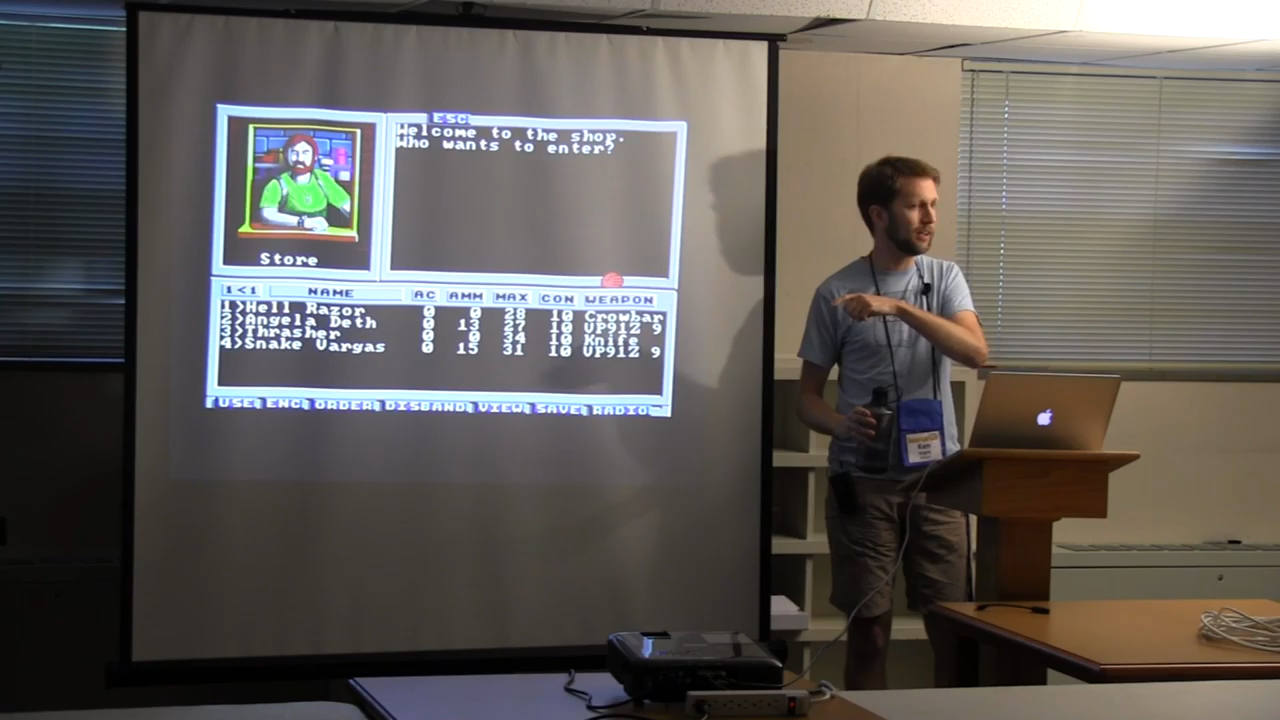 ESC
Welcome to the shop.
Who wants to enter?
Store
1<1 NAME AC AMM MAX CON WEAPON
1>Hell Razor 0 0 28 10 Crowbar
2>Angela Deth 0 13 27 10 VP91Z 9
3>Thrasher 0 0 34 10 Knife
4>Snake Vargas 0 15 31 10 VP91Z 9
USE ENC ORDER DISBAND VIEW SAVE RADIO
Ken